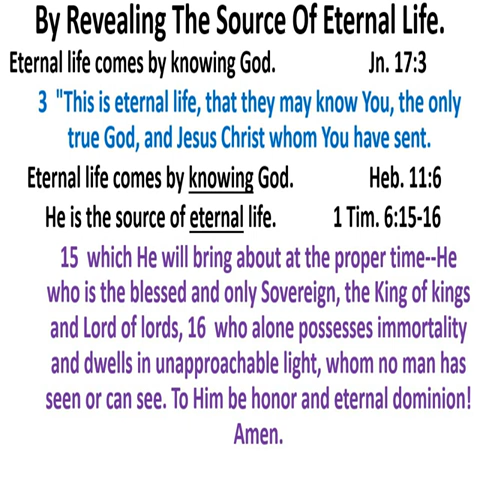 By Revealing The Source Of Eternal Life.
Eternal life comes by knowing God. Jn. 17:3
3 "This is eternal life, that they may know You, the only
true God, and Jesus Christ whom You have sent.
Eternal life comes by knowing God. Heb. 11:6
He is the source of eternal life. 1 Tim. 6:15-16
15 which He will bring about at the proper time--He
who is the blessed and only Sovereign, the King of kings
and Lord of lords, 16 who alone possesses immortality
and dwells in unapproachable light, whom no man has
seen or can see. To Him be honor and eternal dominion!
Amen.